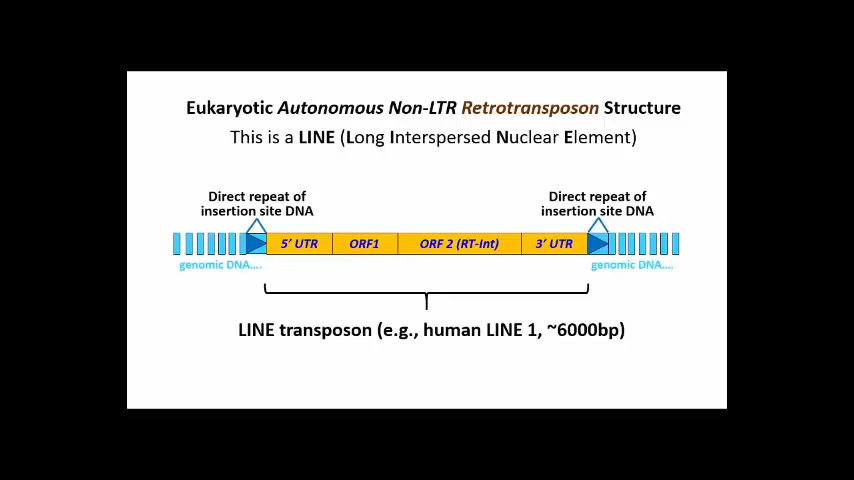 Eukaryotic Autonomous Non-LTR Retrotransposon Structure
This is a LINE (Long Interspersed Nuclear Element)
Direct repeat of
insertion site DNA
Direct repeat of
insertion site DNA
5’ UTR ORF1 ORF 2 (RT-Int) 3’ UTR
genomic DNA.... genomic DNA....
LINE transposon (e.g., human LINE 1, ~6000bp)